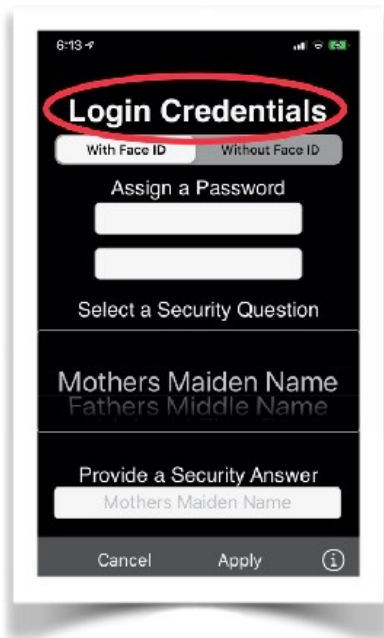 6:13
Login Credentials
With Face ID Without Face ID
Assign a Password
Select a Security Question
Mothers Maiden Name
Fathers Middle Name
Provide a Security Answer
Mothers Maiden Name
Cancel Apply